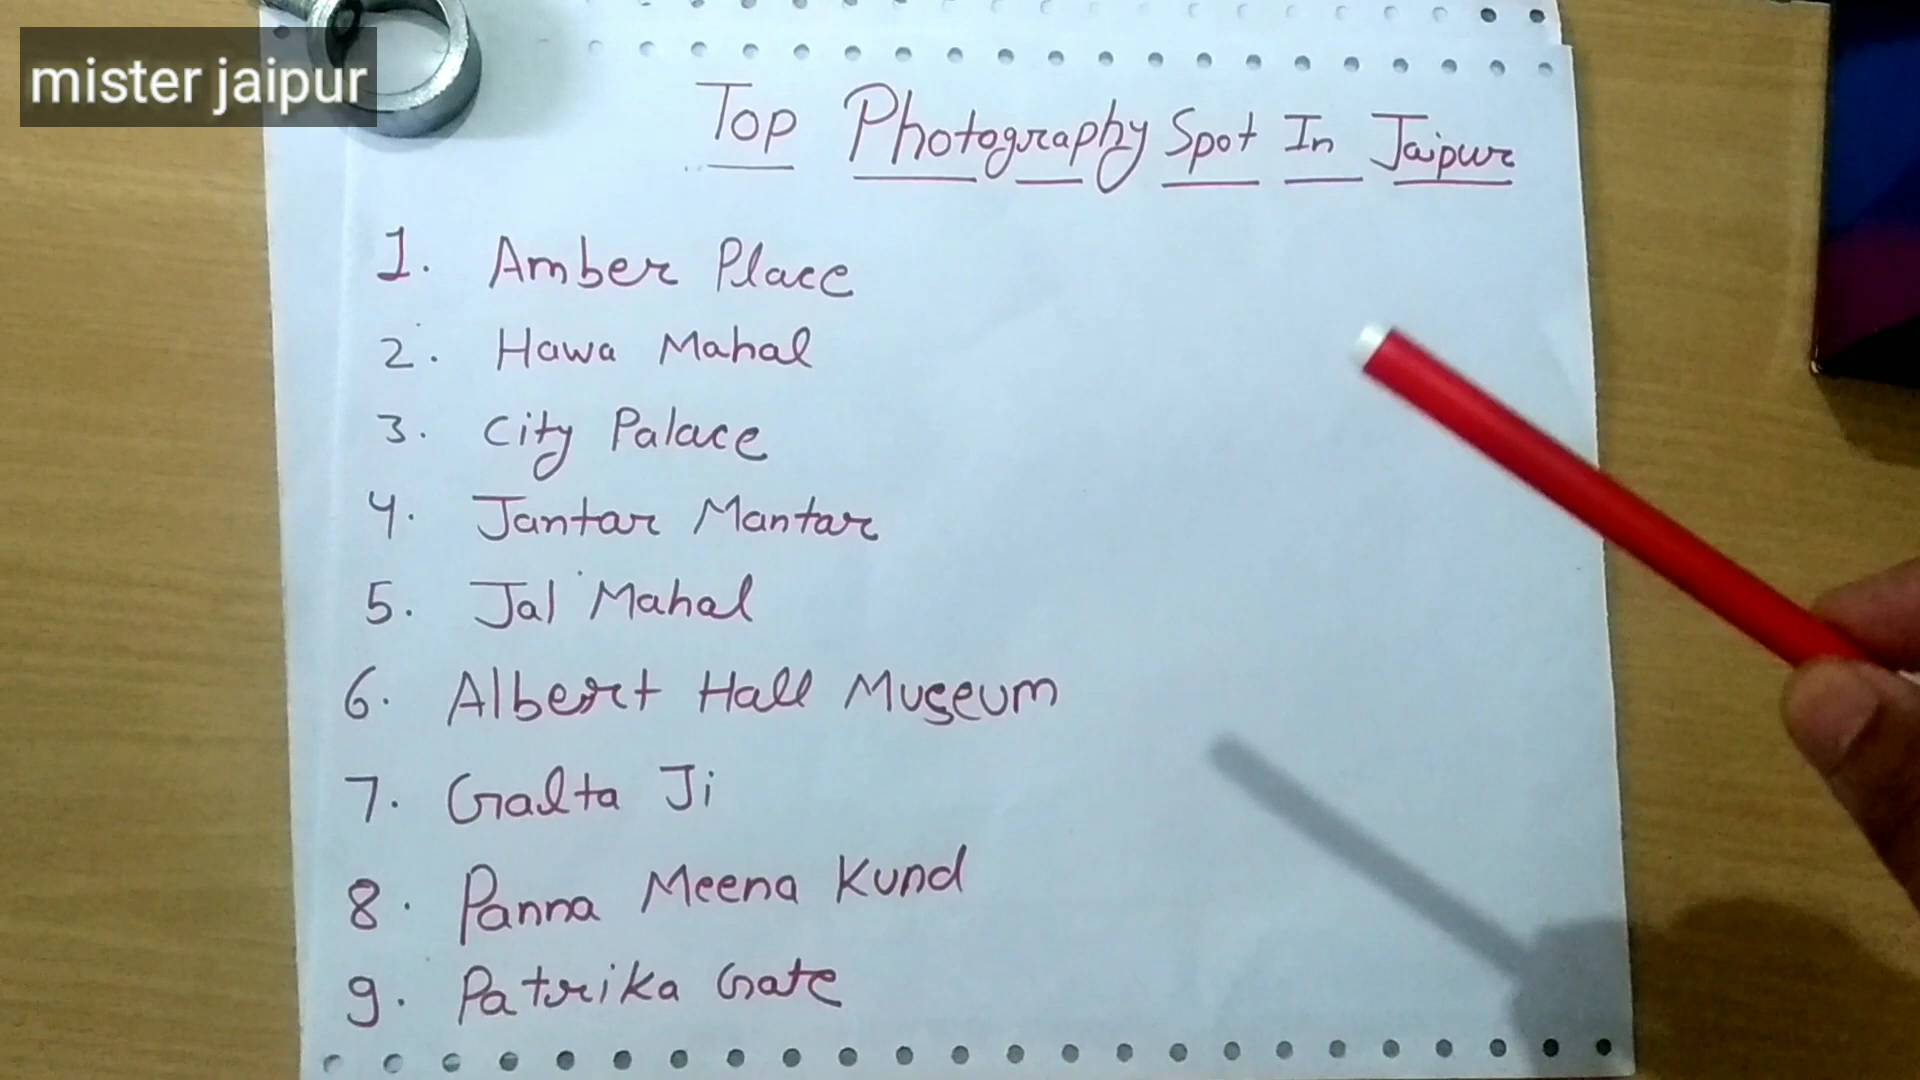 mister jaipur
Top Photography Spot In Jaipur
1. Amber Place
2. Hawa Mahal
3. City Palace
4. Jantar Mantar
5. Jal Mahal
6. Albert Hall Museum
7. Galta Ji
8. Panna Meena Kund
9. Patrika Gate